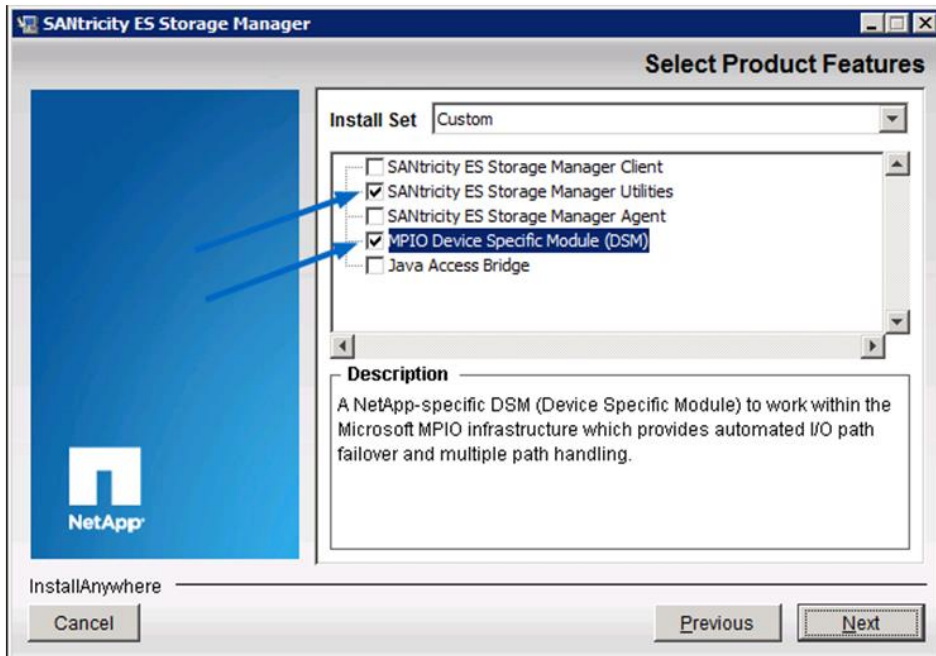 SANtricity ES Storage Manager
Select Product Features
Install Set Custom
SANtricity ES Storage Manager Client
SANtricity ES Storage Manager Utilities
SANtricity ES Storage Manager Agent
MPIO Device Specific Module (DSM)
Java Access Bridge
Description
A NetApp-specific DSM (Device Specific Module) to work within the
Microsoft MPIO infrastructure which provides automated I/O path
failover and multiple path handling.
NetApp
InstallAnywhere
Cancel Previous Next